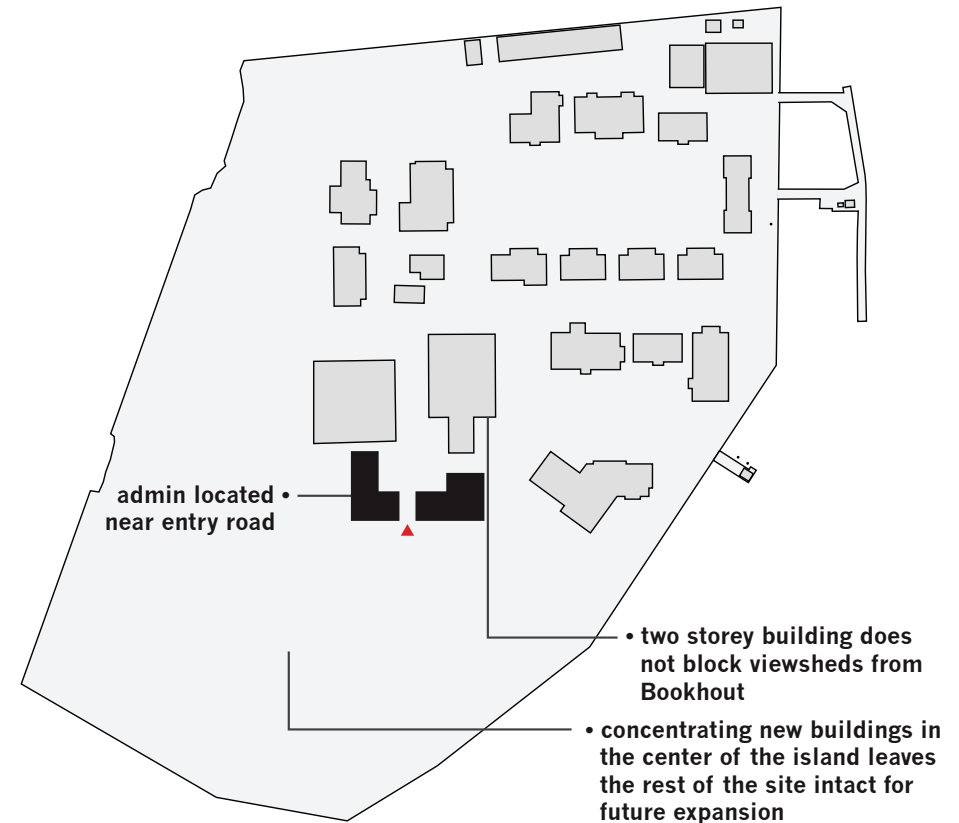 admin located •
near entry road
• two storey building does
not block viewsheds from
Bookhout
• concentrating new buildings in
the center of the island leaves
the rest of the site intact for
future expansion